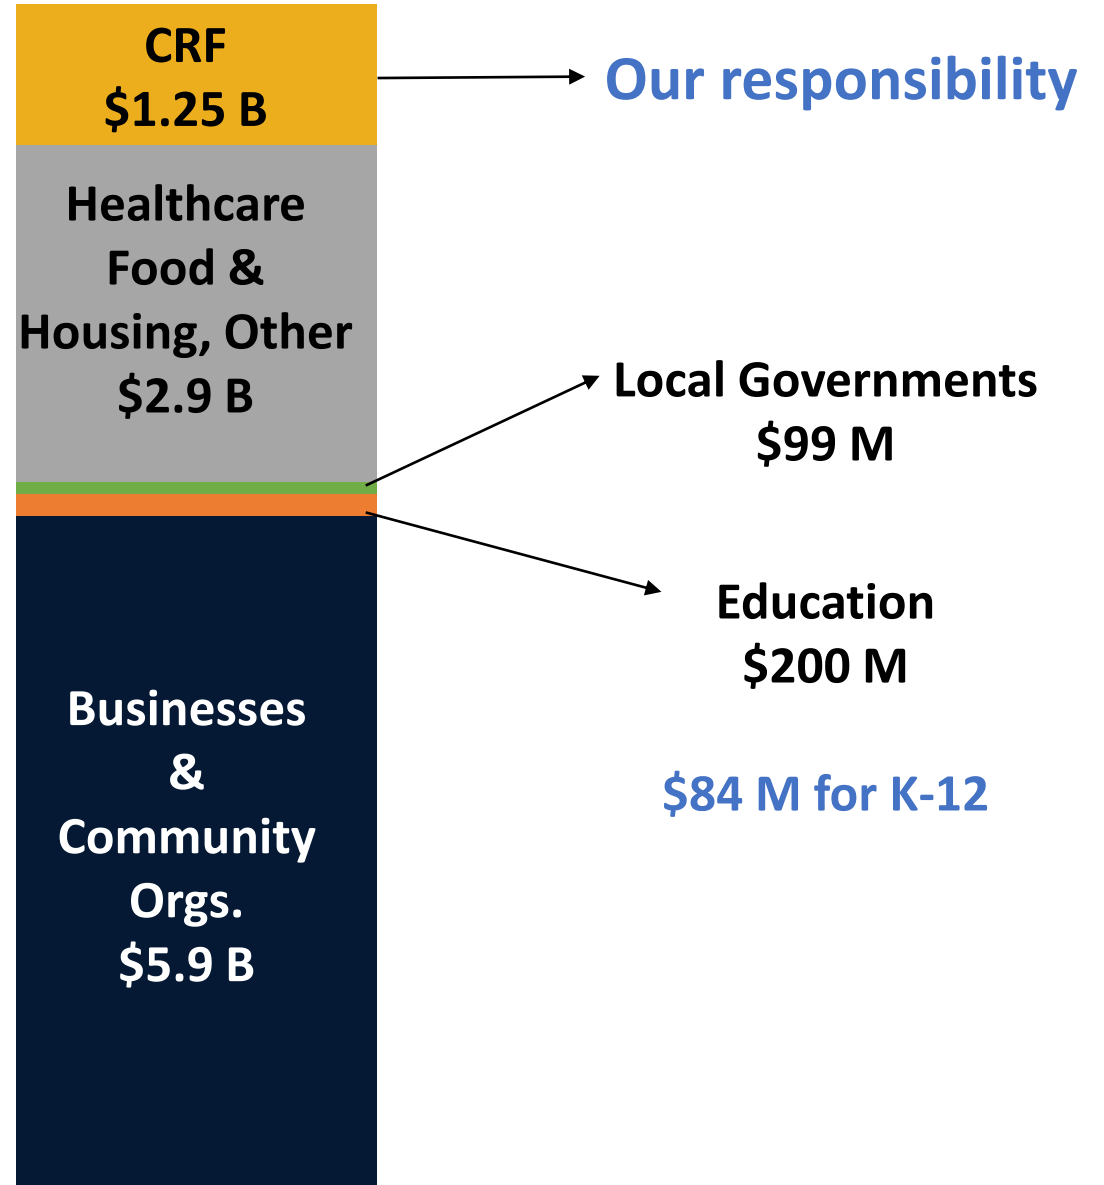 CRF
$1.25 B
Our responsibility
Healthcare
Food &
Housing, Other
$2.9 B
Local Governments
$99 M
Education
$200 M
$84 M for K-12
Businesses
&
Community
Orgs.
$5.9 B